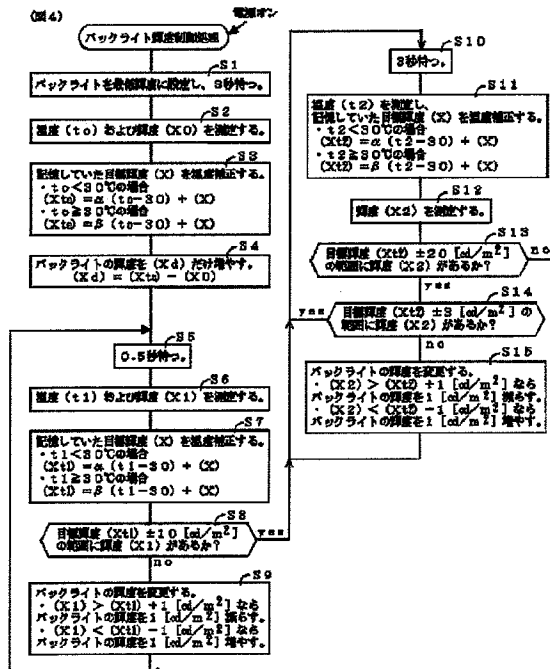 (図4)
電源オン
バックライト輝度制御処理
S1
バックライトを最低輝度に設定し、3秒待つ。
S2
温度(t0)および輝度(X0)を測定する。
S3
記憶していた目標輝度(X)を温度補正する。
・t0<30℃の場合
(Xt0)=α(t0-30)+(X)
・t0≧30℃の場合
(Xt0)=β(t0-30)+(X)
S4
バックライトの輝度を(Xd)だけ増やす。
(Xd)=(Xt0)-(X0)
S5
0.5秒待つ。
S6
温度(t1)および輝度(X1)を測定する。
S7
記憶していた目標輝度(X)を温度補正する。
・t1<30℃の場合
(Xt1)=α(t1-30)+(X)
・t1≧30℃の場合
(Xt1)=β(t1-30)+(X)
S8
目標輝度(Xt1)±10[cd/m²]
の範囲に輝度(X1)があるか?
yes
no
S9
バックライトの輝度を変更する。
・(X1)>(Xt1)+1[cd/m²]なら
バックライトの輝度を1[cd/m²]減らす。
・(X1)<(Xt1)-1[cd/m²]なら
バックライトの輝度を1[cd/m²]増やす。
S10
3秒待つ。
S11
温度(t2)を測定し、
記憶していた目標輝度(X)を温度補正する。
・t2<30℃の場合
(Xt2)=α(t2-30)+(X)
・t2≧30℃の場合
(Xt2)=β(t2-30)+(X)
S12
輝度(X2)を測定する。
S13
目標輝度(Xt2)±20[cd/m²]
の範囲に輝度(X2)があるか?
no
yes
S14
yes
目標輝度(Xt2)±3[cd/m²]の
範囲に輝度(X2)があるか?
no
S15
バックライトの輝度を変更する。
・(X2)>(Xt2)+1[cd/m²]なら
バックライトの輝度を1[cd/m²]減らす。
・(X2)<(Xt2)-1[cd/m²]なら
バックライトの輝度を1[cd/m²]増やす。